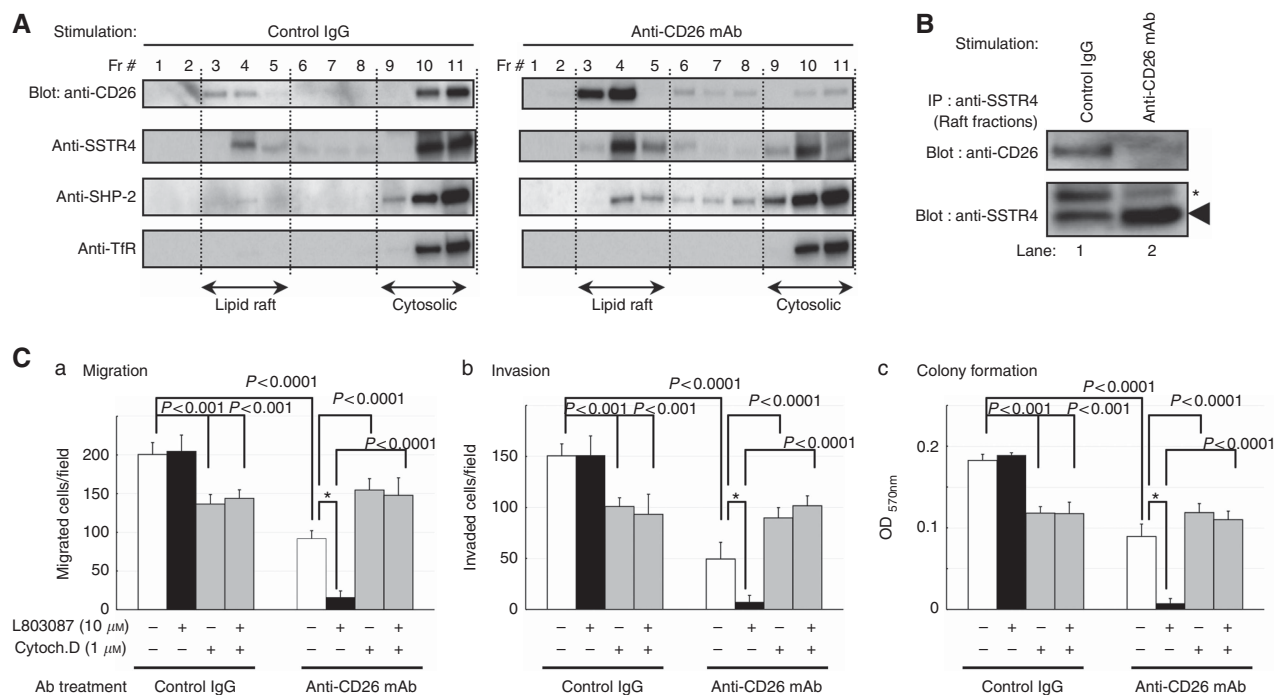 A
Stimulation:
Control IgG
Anti-CD26 mAb
Fr # 1 2 3 4 5 6 7 8 9 10 11
Fr # 1 2 3 4 5 6 7 8 9 10 11
Blot: anti-CD26
Anti-SSTR4
Anti-SHP-2
Anti-TfR
Lipid raft
Cytosolic
Lipid raft
Cytosolic
B
Stimulation:
Control IgG
Anti-CD26 mAb
IP : anti-SSTR4
(Raft fractions)
Blot : anti-CD26
Blot : anti-SSTR4
*
Lane: 1 2
C
a Migration
P<0.0001
P<0.001
P<0.001
P<0.0001
P<0.0001
*
Migrated cells/field
200
150
100
50
0
b Invasion
P<0.0001
P<0.001
P<0.001
P<0.0001
P<0.0001
*
Invaded cells/field
150
100
50
0
c Colony formation
P<0.0001
P<0.001
P<0.001
P<0.0001
P<0.0001
*
OD 570nm
0.2
0.1
0
L803087 (10 μM) – + – + – + – + – + – + – + – + – + – + – + – +
Cytoch.D (1 μM) – – + + – – + + – – + + – – + + – – + + – – + +
Ab treatment
Control IgG
Anti-CD26 mAb
Control IgG
Anti-CD26 mAb
Control IgG
Anti-CD26 mAb